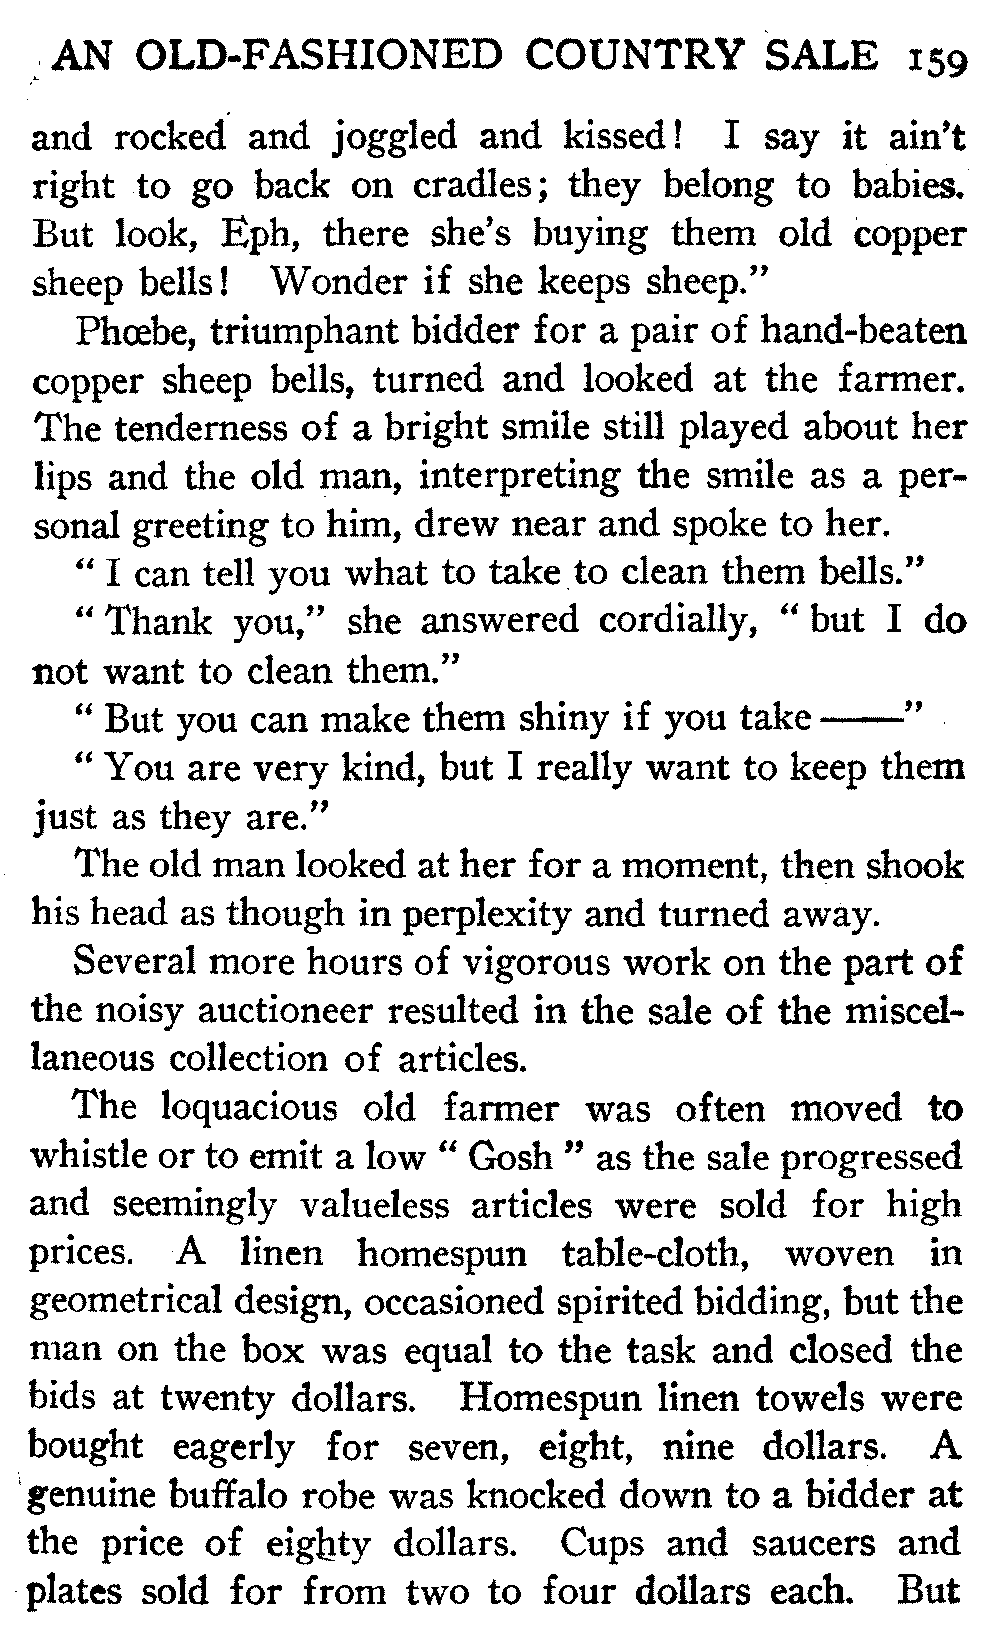 AN OLD-FASHIONED COUNTRY SALE 159
and rocked and joggled and kissed! I say it ain't
right to go back on cradles; they belong to babies.
But look, Eph, there she's buying them old copper
sheep bells! Wonder if she keeps sheep."
Phœbe, triumphant bidder for a pair of hand-beaten
copper sheep bells, turned and looked at the farmer.
The tenderness of a bright smile still played about her
lips and the old man, interpreting the smile as a per-
sonal greeting to him, drew near and spoke to her.
" I can tell you what to take to clean them bells."
" Thank you," she answered cordially, " but I do
not want to clean them."
" But you can make them shiny if you take ——"
" You are very kind, but I really want to keep them
just as they are."
The old man looked at her for a moment, then shook
his head as though in perplexity and turned away.
Several more hours of vigorous work on the part of
the noisy auctioneer resulted in the sale of the miscel-
laneous collection of articles.
The loquacious old farmer was often moved to
whistle or to emit a low " Gosh " as the sale progressed
and seemingly valueless articles were sold for high
prices. A linen homespun table-cloth, woven in
geometrical design, occasioned spirited bidding, but the
man on the box was equal to the task and closed the
bids at twenty dollars. Homespun linen towels were
bought eagerly for seven, eight, nine dollars. A
genuine buffalo robe was knocked down to a bidder at
the price of eighty dollars. Cups and saucers and
plates sold for from two to four dollars each. But